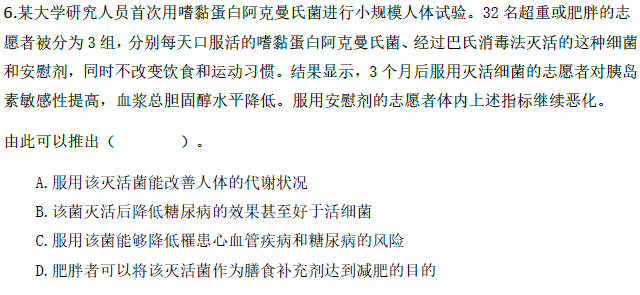 6.某大学研究人员首次用嗜黏蛋白阿克曼氏菌进行小规模人体试验。32 名超重或肥胖的志
愿者被分为 3 组，分别每天口服活的嗜黏蛋白阿克曼氏菌、经过巴氏消毒法灭活的这种细菌
和安慰剂，同时不改变饮食和运动习惯。结果显示，3 个月后服用灭活细菌的志愿者对胰岛
素敏感性提高，血浆总胆固醇水平降低。服用安慰剂的志愿者体内上述指标继续恶化。
由此可以推出（　　　　）。
A.服用该灭活菌能改善人体的代谢状况
B.该菌灭活后降低糖尿病的效果甚至好于活细菌
C.服用该菌能够降低罹患心血管疾病和糖尿病的风险
D.肥胖者可以将该灭活菌作为膳食补充剂达到减肥的目的